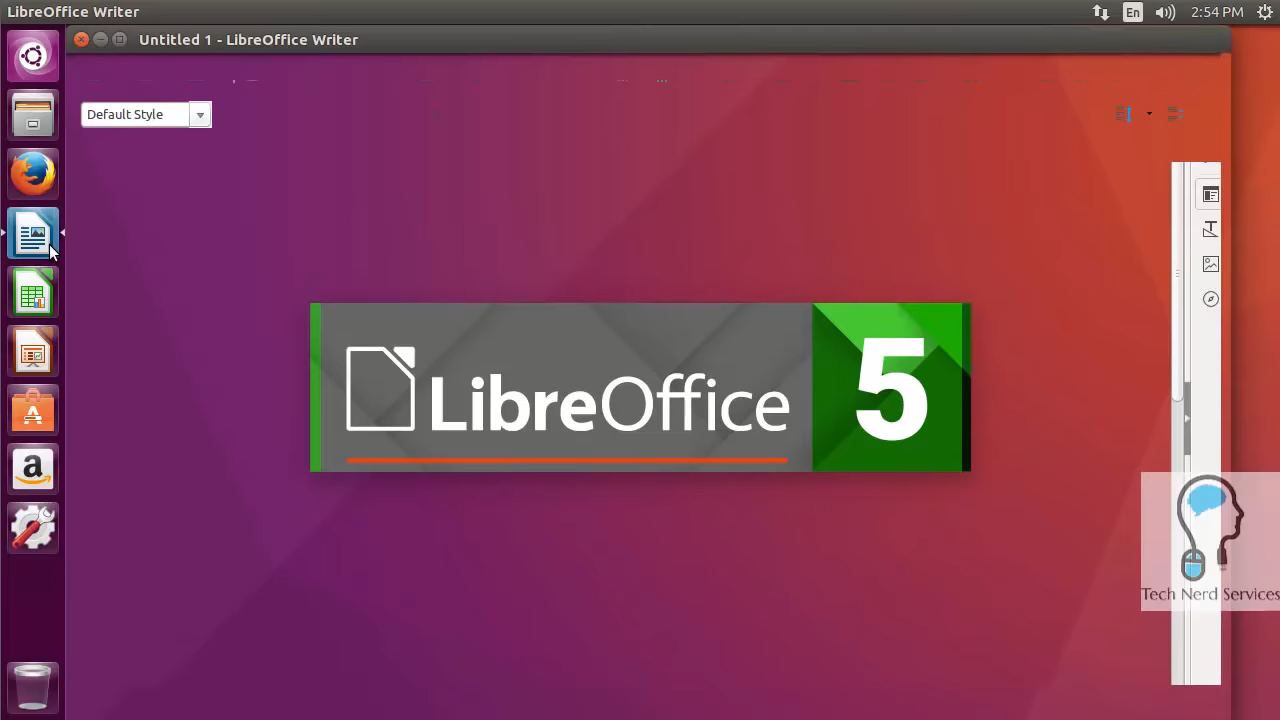 LibreOffice Writer
En
2:54 PM
Untitled 1 - LibreOffice Writer
Default Style
LibreOffice 5
a
Tech Nerd Services